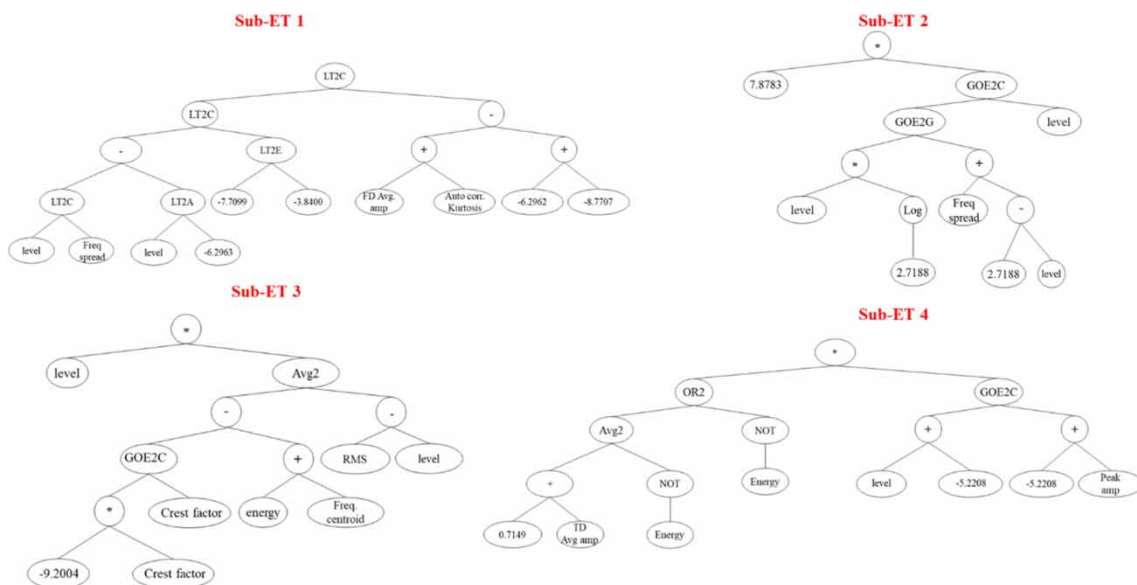 Sub-ET 1
LT2C
LT2C
-
-
LT2E
+
+
LT2C
LT2A
-7.7099
-3.8400
FD Avg.
amp
Auto corr.
Kurtosis
-6.2962
-8.7707
level
Freq
spread
level
-6.2963
Sub-ET 2
*
7.8783
GOE2C
GOE2G
level
*
+
level
Log
Freq
spread
-
2.7188
2.7188
level
Sub-ET 3
*
level
Avg2
-
-
GOE2C
+
RMS
level
*
Crest factor
energy
Freq.
centroid
-9.2004
Crest factor
Sub-ET 4
*
OR2
GOE2C
Avg2
NOT
+
+
+
NOT
Energy
level
-5.2208
-5.2208
Peak
amp
0.7149
TD
Avg amp
Energy